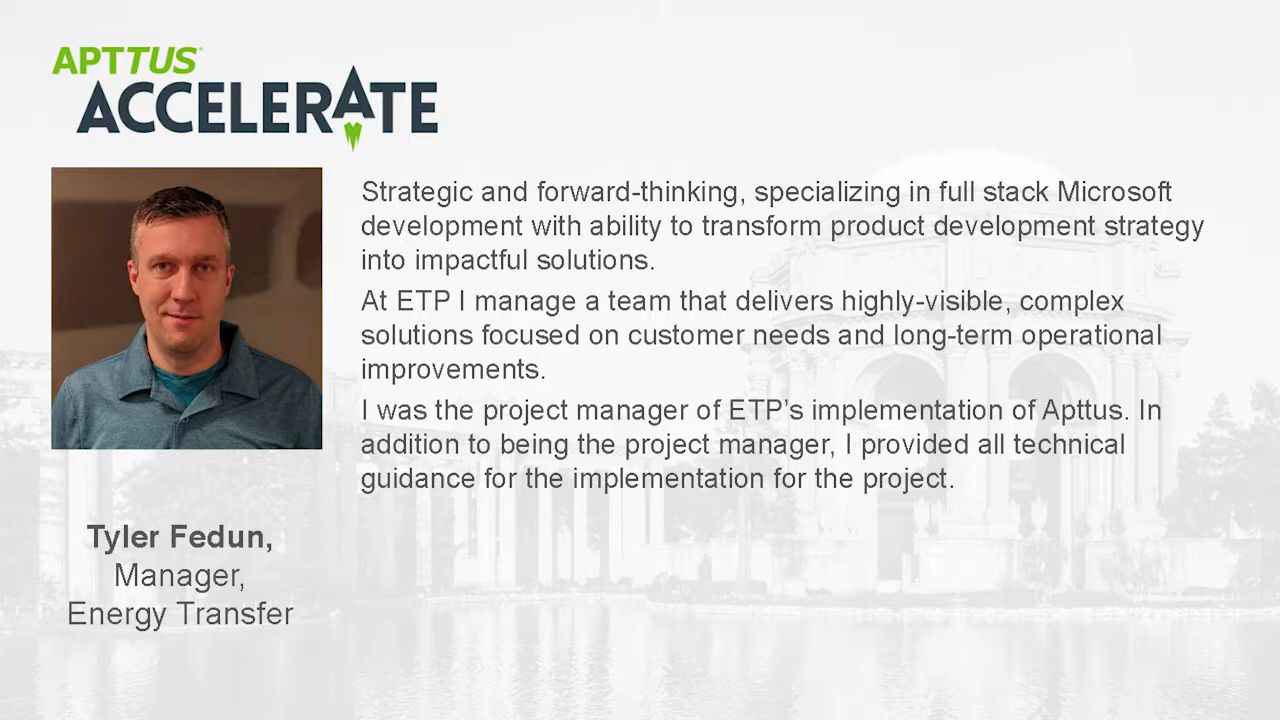 APTTUS®
ACCELERATE
Strategic and forward-thinking, specializing in full stack Microsoft
development with ability to transform product development strategy
into impactful solutions.
At ETP I manage a team that delivers highly-visible, complex
solutions focused on customer needs and long-term operational
improvements.
I was the project manager of ETP’s implementation of Apttus. In
addition to being the project manager, I provided all technical
guidance for the implementation for the project.
Tyler Fedun,
Manager,
Energy Transfer